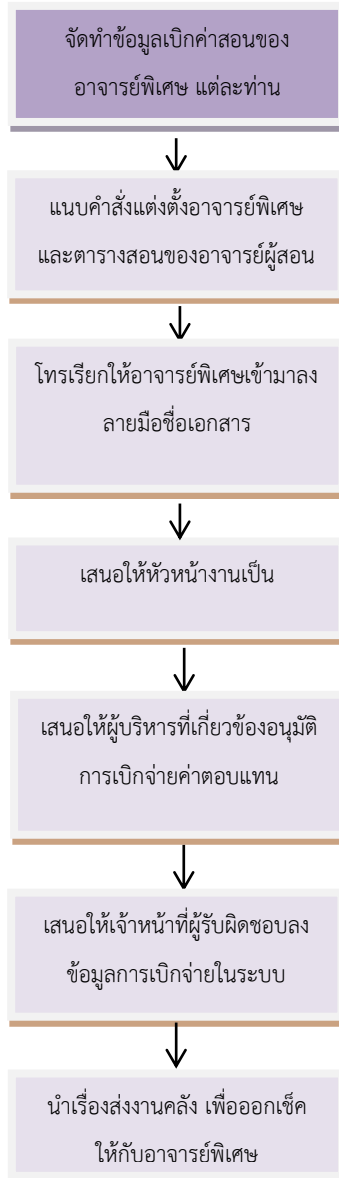 จัดทำข้อมูลเบิกค่าสอนของ
อาจารย์พิเศษ แต่ละท่าน
แนบคำสั่งแต่งตั้งอาจารย์พิเศษ
และตารางสอนของอาจารย์ผู้สอน
โทรเรียกให้อาจารย์พิเศษเข้ามาลง
ลายมือชื่อเอกสาร
เสนอให้หัวหน้างานเป็น
เสนอให้ผู้บริหารที่เกี่ยวข้องอนุมัติ
การเบิกจ่ายค่าตอบแทน
เสนอให้เจ้าหน้าที่ผู้รับผิดชอบลง
ข้อมูลการเบิกจ่ายในระบบ
นำเรื่องส่งงานคลัง เพื่อออกเช็ค
ให้กับอาจารย์พิเศษ